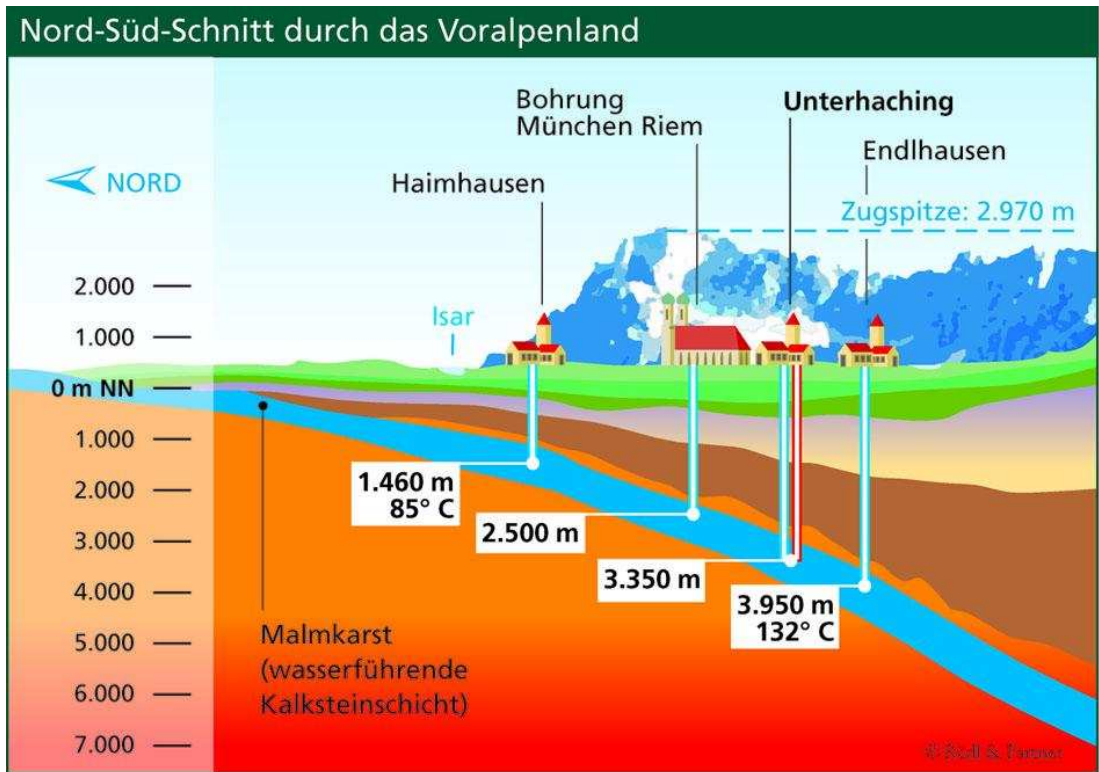 Nord-Süd-Schnitt durch das Voralpenland
Bohrung
München Riem
Unterhaching
Endlhausen
NORD
Haimhausen
Zugspitze: 2.970 m
2.000
1.000
Isar
0 m NN
1.000
2.000
3.000
4.000
5.000
6.000
7.000
1.460 m
85° C
2.500 m
3.350 m
3.950 m
132° C
Malmkarst
(wasserführende
Kalksteinschicht)
© Rödl & Partner